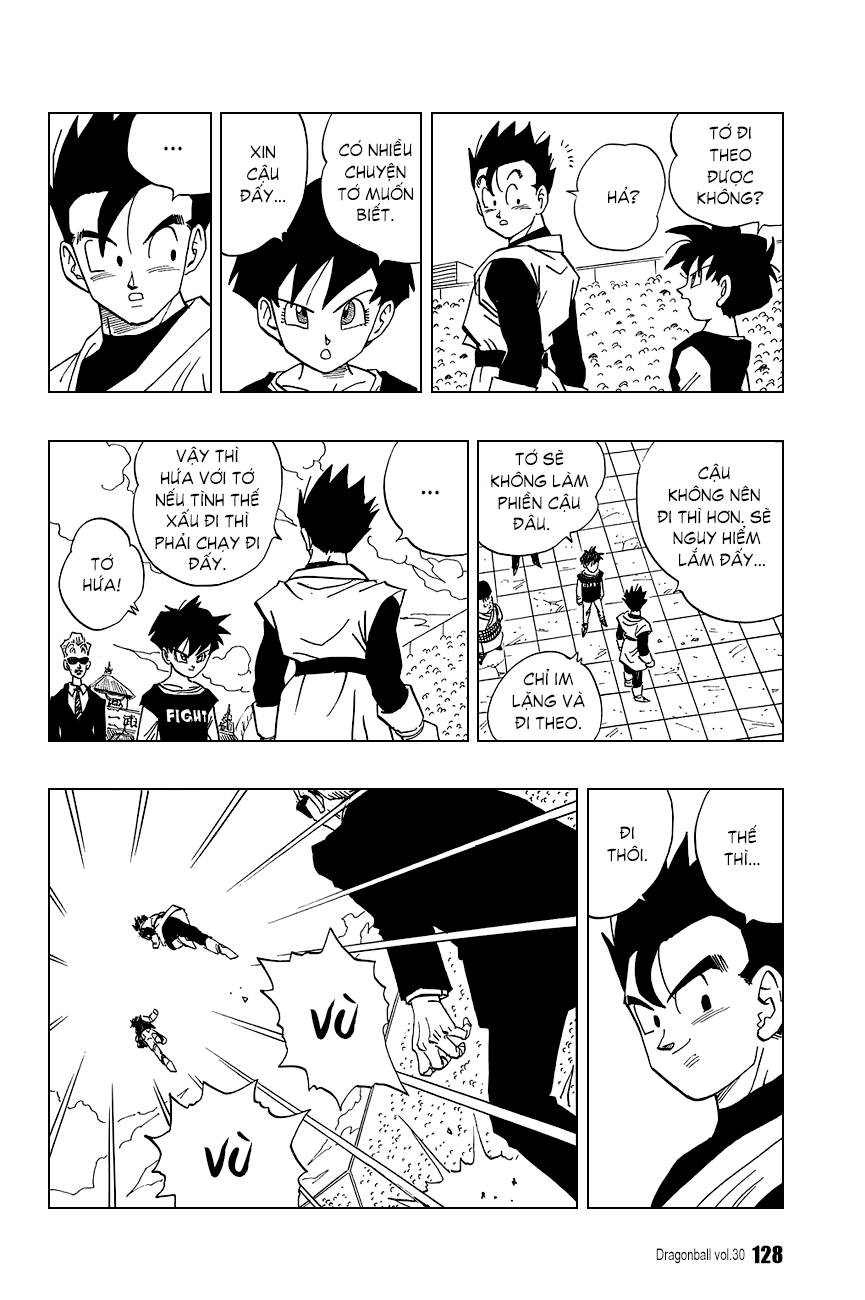 TỚ ĐI
THEO
ĐƯỢC
KHÔNG?
HẢ?
CÓ NHIỀU
CHUYỆN
TỚ MUỐN
BIẾT.
XIN
CẬU
ĐẤY...
...
CẬU
KHÔNG NÊN
ĐI THÌ HƠN. SẼ
NGUY HIỂM
LẮM ĐẤY...
TỚ SẼ
KHÔNG LÀM
PHIỀN CẬU
ĐÂU.
CHỈ IM
LẶNG VÀ
ĐI THEO.
...
VẬY THÌ
HỨA VỚI TỚ
NẾU TÌNH THẾ
XẤU ĐI THÌ
PHẢI CHẠY ĐI
ĐẤY.
TỚ
HỨA!
FIGHT
THẾ
THÌ...
ĐI
THÔI.
VÙ
VÙ
Dragonball vol.30 128